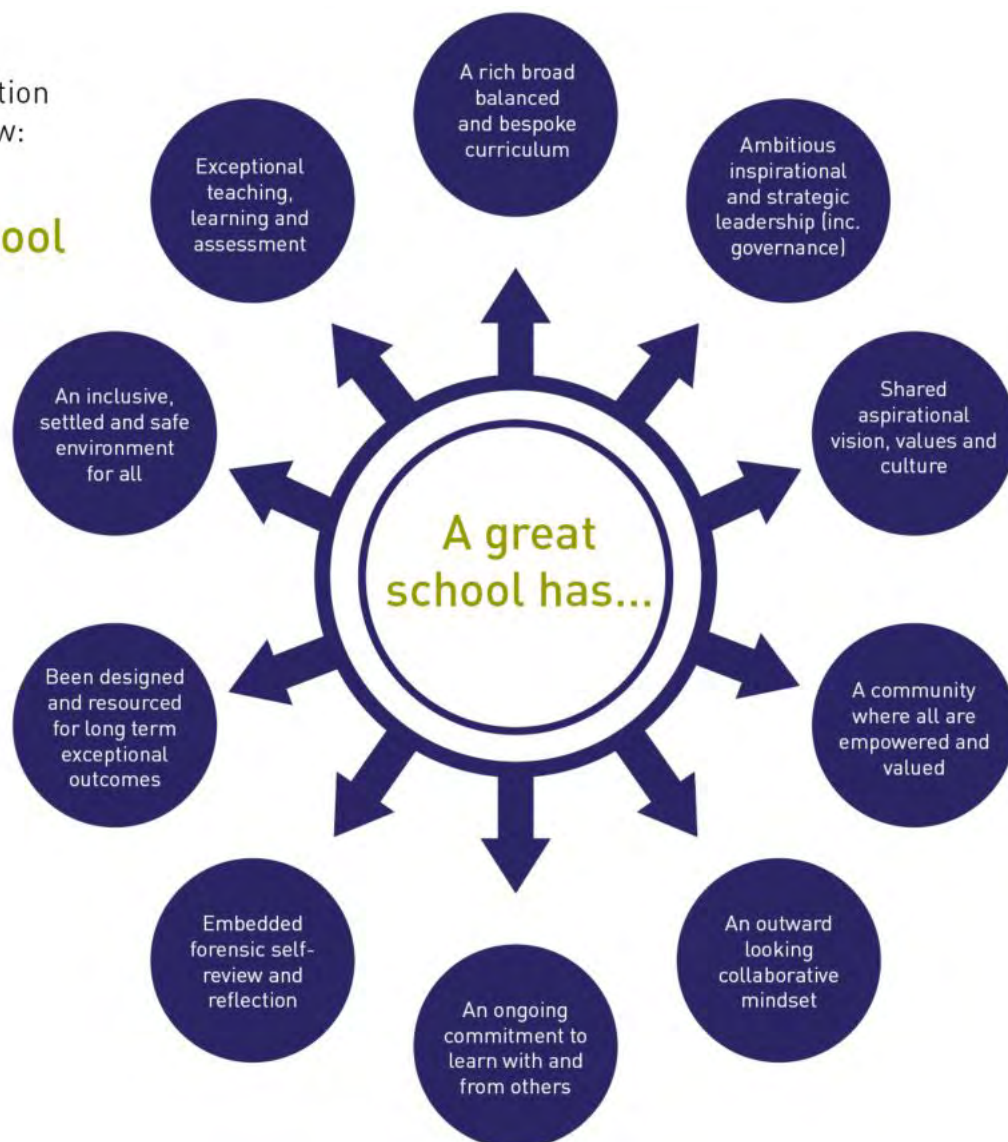 tion
w:
ool
A rich broad
balanced
and bespoke
curriculum
Ambitious
inspirational
and strategic
leadership (inc.
governance)
Shared
aspirational
vision, values and
culture
A community
where all are
empowered and
valued
An outward
looking
collaborative
mindset
An ongoing
commitment to
learn with and
from others
Embedded
forensic self-
review and
reflection
Been designed
and resourced
for long term
exceptional
outcomes
An inclusive,
settled and safe
environment
for all
Exceptional
teaching,
learning and
assessment
A great
school has...